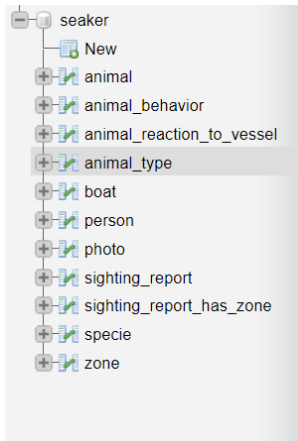 seaker
New
animal
animal_behavior
animal_reaction_to_vessel
animal_type
boat
person
photo
sighting_report
sighting_report_has_zone
specie
zone